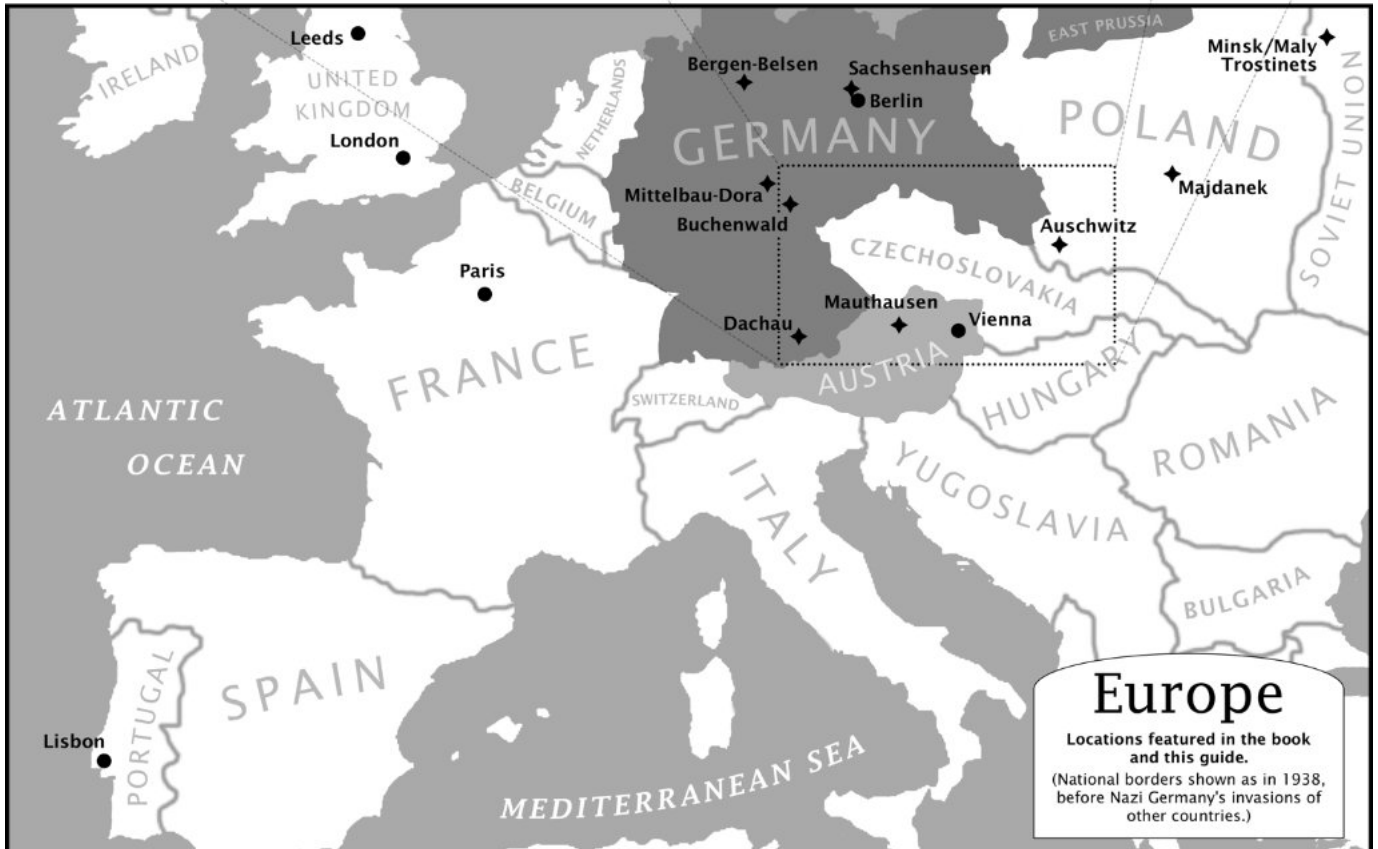 EAST PRUSSIA
Leeds
Minsk/Maly
Trostinets
IRELAND
UNITED
KINGDOM
Bergen-Belsen
Sachsenhausen
Berlin
NETHERLANDS
GERMANY
POLAND
SOVIET UNION
London
BELGIUM
Mittelbau-Dora
Majdanek
Buchenwald
Auschwitz
CZECHOSLOVAKIA
Paris
Mauthausen
Dachau
Vienna
FRANCE
AUSTRIA
HUNGARY
SWITZERLAND
ATLANTIC
OCEAN
ROMANIA
ITALY
YUGOSLAVIA
BULGARIA
SPAIN
PORTUGAL
Lisbon
MEDITERRANEAN SEA
Europe
Locations featured in the book
and this guide.
(National borders shown as in 1938,
before Nazi Germany's invasions of
other countries.)